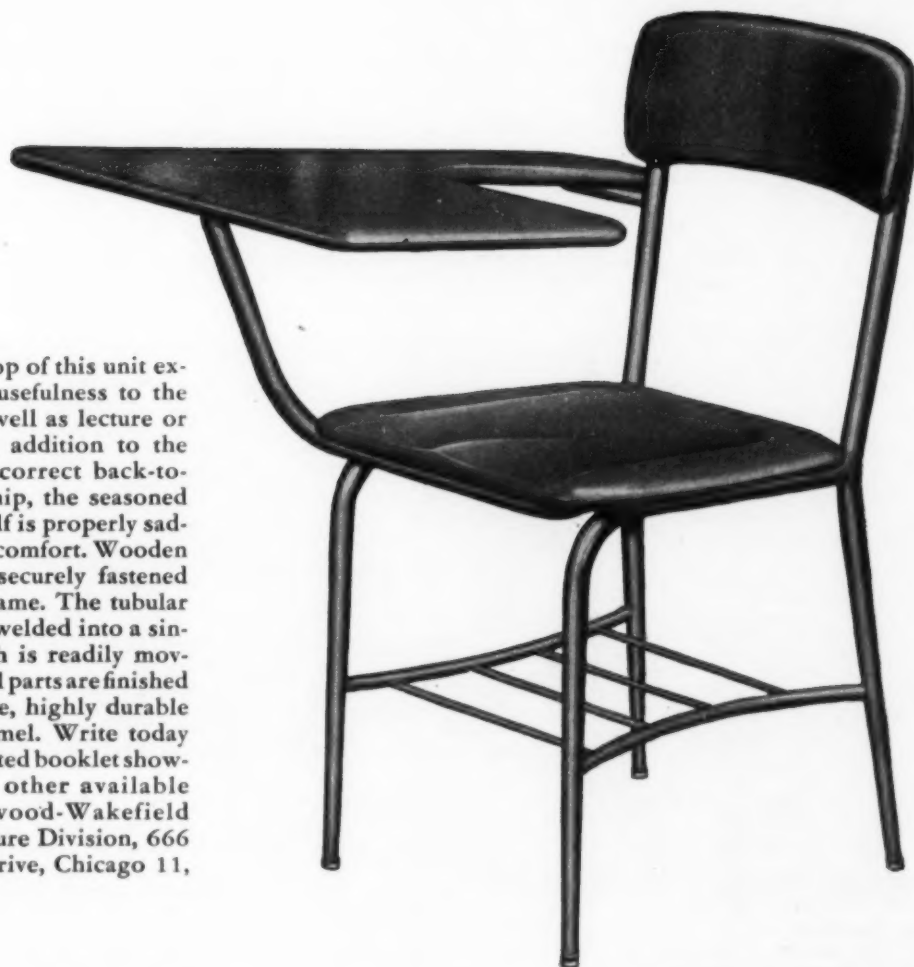 op of this unit ex-
usefulness to the
well as lecture or
addition to the
correct back-to-
hip, the seasoned
lf is properly sad-
comfort. Wooden
securely fastened
ame. The tubular
welded into a sin-
h is readily mov-
l parts are finished
e, highly durable
mel. Write today
ted booklet show-
other available
wood-Wakefield
ure Division, 666
rive, Chicago 11,